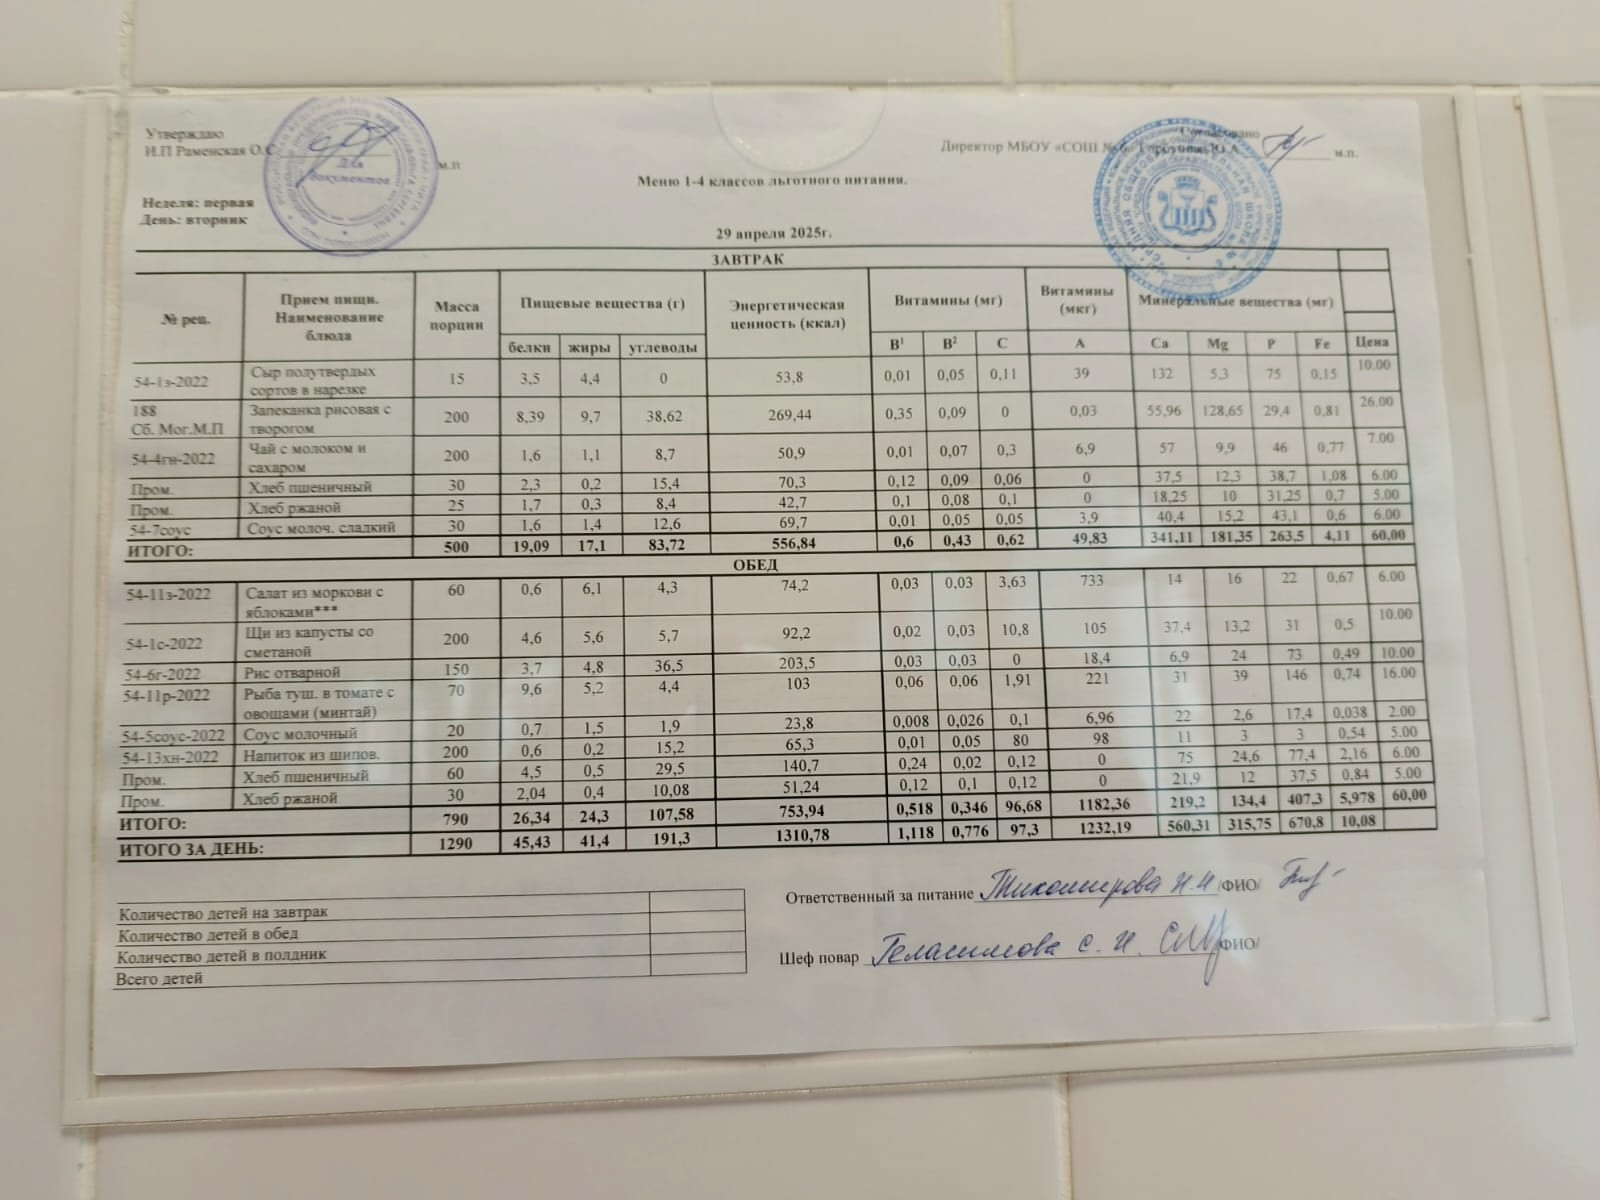 Утверждаю
И.П Раменская О.С.
м.п
Для
документов
Согласовано
Директор МБОУ «СОШ № Ю.А. м.п.
Меню 1-4 классов льготного питания.
Неделя: первая
День: вторник
29 апреля 2025г.
ЗАВТРАК
№ рец. Прием пищи. Наименование блюда Масса порции Пищевые вещества (г) Энергетическая ценность (ккал) Витамины (мг) Витамины (мкг) Минеральные вещества (мг)
белки жиры углеводы B¹ B² C A Ca Mg P Fe Цена
54-1з-2022 Сыр полутвердых сортов в нарезке 15 3,5 4,4 0 53,8 0,01 0,05 0,11 39 132 5,3 75 0,15 10.00
188 Сб. Мог.М.П Запеканка рисовая с творогом 200 8,39 9,7 38,62 269,44 0,35 0,09 0 0,03 55,96 128,65 29,4 0,81 26.00
54-4гн-2022 Чай с молоком и сахаром 200 1,6 1,1 8,7 50,9 0,01 0,07 0,3 6,9 57 9,9 46 0,77 7.00
Пром. Хлеб пшеничный 30 2,3 0,2 15,4 70,3 0,12 0,09 0,06 0 37,5 12,3 38,7 1,08 6.00
Пром. Хлеб ржаной 25 1,7 0,3 8,4 42,7 0,1 0,08 0,1 0 18,25 10 31,25 0,7 5.00
54-7соус Соус молоч. сладкий 30 1,6 1,4 12,6 69,7 0,01 0,05 0,05 3,9 40,4 15,2 43,1 0,6 6.00
ИТОГО: 500 19,09 17,1 83,72 556,84 0,6 0,43 0,62 49,83 341,11 181,35 263,5 4,11 60,00
ОБЕД
54-11з-2022 Салат из моркови с яблоками*** 60 0,6 6,1 4,3 74,2 0,03 0,03 3,63 733 14 16 22 0,67 6.00
54-1с-2022 Щи из капусты со сметаной 200 4,6 5,6 5,7 92,2 0,02 0,03 10,8 105 37,4 13,2 31 0,5 10.00
54-6г-2022 Рис отварной 150 3,7 4,8 36,5 203,5 0,03 0,03 0 18,4 6,9 24 73 0,49 10.00
54-11р-2022 Рыба туш. в томате с овощами (минтай) 70 9,6 5,2 4,4 103 0,06 0,06 1,91 221 31 39 146 0,74 16.00
54-5соус-2022 Соус молочный 20 0,7 1,5 1,9 23,8 0,008 0,026 0,1 6,96 22 2,6 17,4 0,038 2.00
54-13хн-2022 Напиток из шипов. 200 0,6 0,2 15,2 65,3 0,01 0,05 80 98 11 3 3 0,54 5.00
Пром. Хлеб пшеничный 60 4,5 0,5 29,5 140,7 0,24 0,02 0,12 0 75 24,6 77,4 2,16 6.00
Пром. Хлеб ржаной 30 2,04 0,4 10,08 51,24 0,12 0,1 0,12 0 21,9 12 37,5 0,84 5.00
ИТОГО: 790 26,34 24,3 107,58 753,94 0,518 0,346 96,68 1182,36 219,2 134,4 407,3 5,978 60,00
ИТОГО ЗА ДЕНЬ: 1290 45,43 41,4 191,3 1310,78 1,118 0,776 97,3 1232,19 560,31 315,75 670,8 10,08
Количество детей на завтрак
Количество детей в обед
Количество детей в полдник
Всего детей
Ответственный за питание Тихомирова Н.Н /ФИО/
Шеф повар Геласимова С. И. /ФИО/